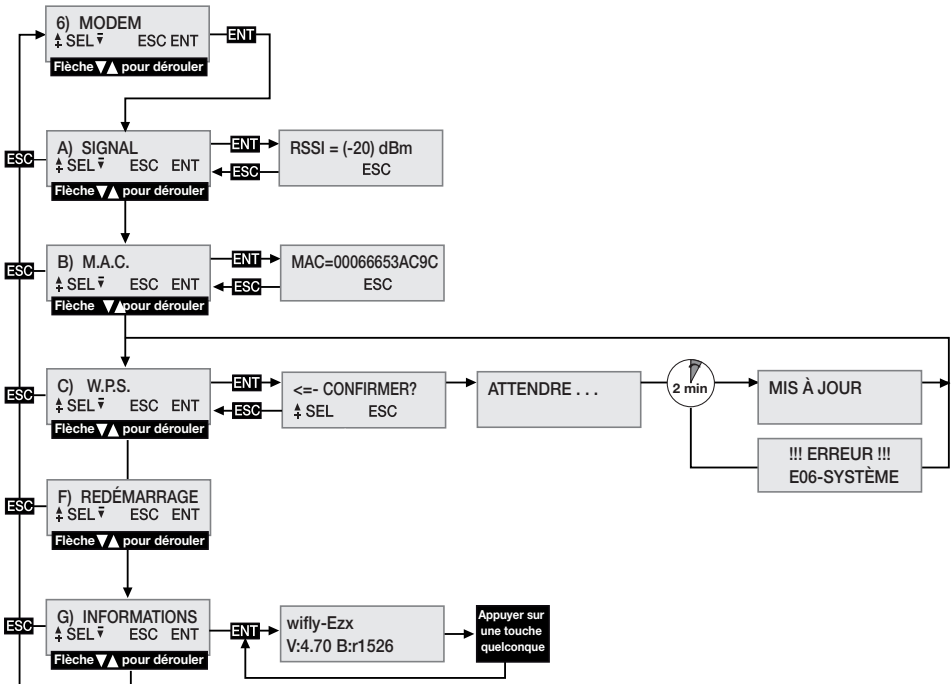 6) MODEM
SEL ESC ENT
ENT
Flèche pour dérouler
A) SIGNAL
SEL ESC ENT
Flèche pour dérouler
ESC
ENT
ESC
RSSI = (-20) dBm
ESC
B) M.A.C.
SEL ESC ENT
Flèche pour dérouler
ESC
ENT
ESC
MAC=00066653AC9C
ESC
C) W.P.S.
SEL ESC ENT
Flèche pour dérouler
ESC
ENT
ESC
<=- CONFIRMER?
SEL ESC
ATTENDRE . . .
2 min
MIS À JOUR
!!! ERREUR !!!
E06-SYSTÈME
F) REDÉMARRAGE
SEL ESC ENT
Flèche pour dérouler
ESC
G) INFORMATIONS
SEL ESC ENT
Flèche pour dérouler
ESC
ENT
wifly-Ezx
V:4.70 B:r1526
Appuyer sur
une touche
quelconque